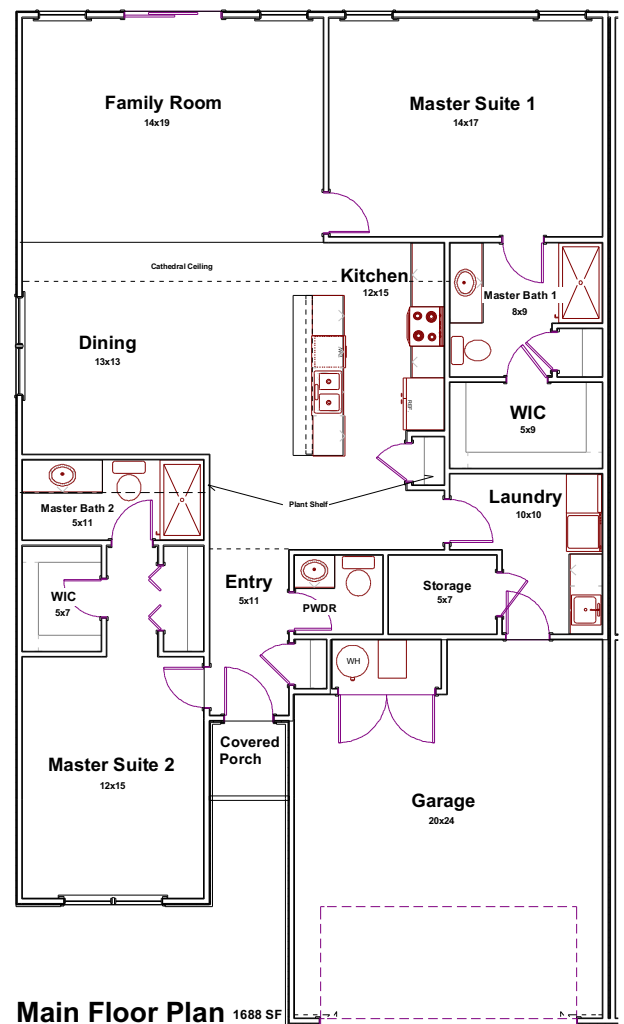 Family Room
14x19
Master Suite 1
14x17
Cathedral Ceiling
Kitchen
12x15
Master Bath 1
8x9
Dining
13x13
D/W
REF
WIC
5x9
Master Bath 2
5x11
Plant Shelf
Laundry
10x10
WIC
5x7
Entry
5x11
PWDR
Storage
5x7
WH
Covered
Porch
Master Suite 2
12x15
Garage
20x24
Main Floor Plan 1688 SF